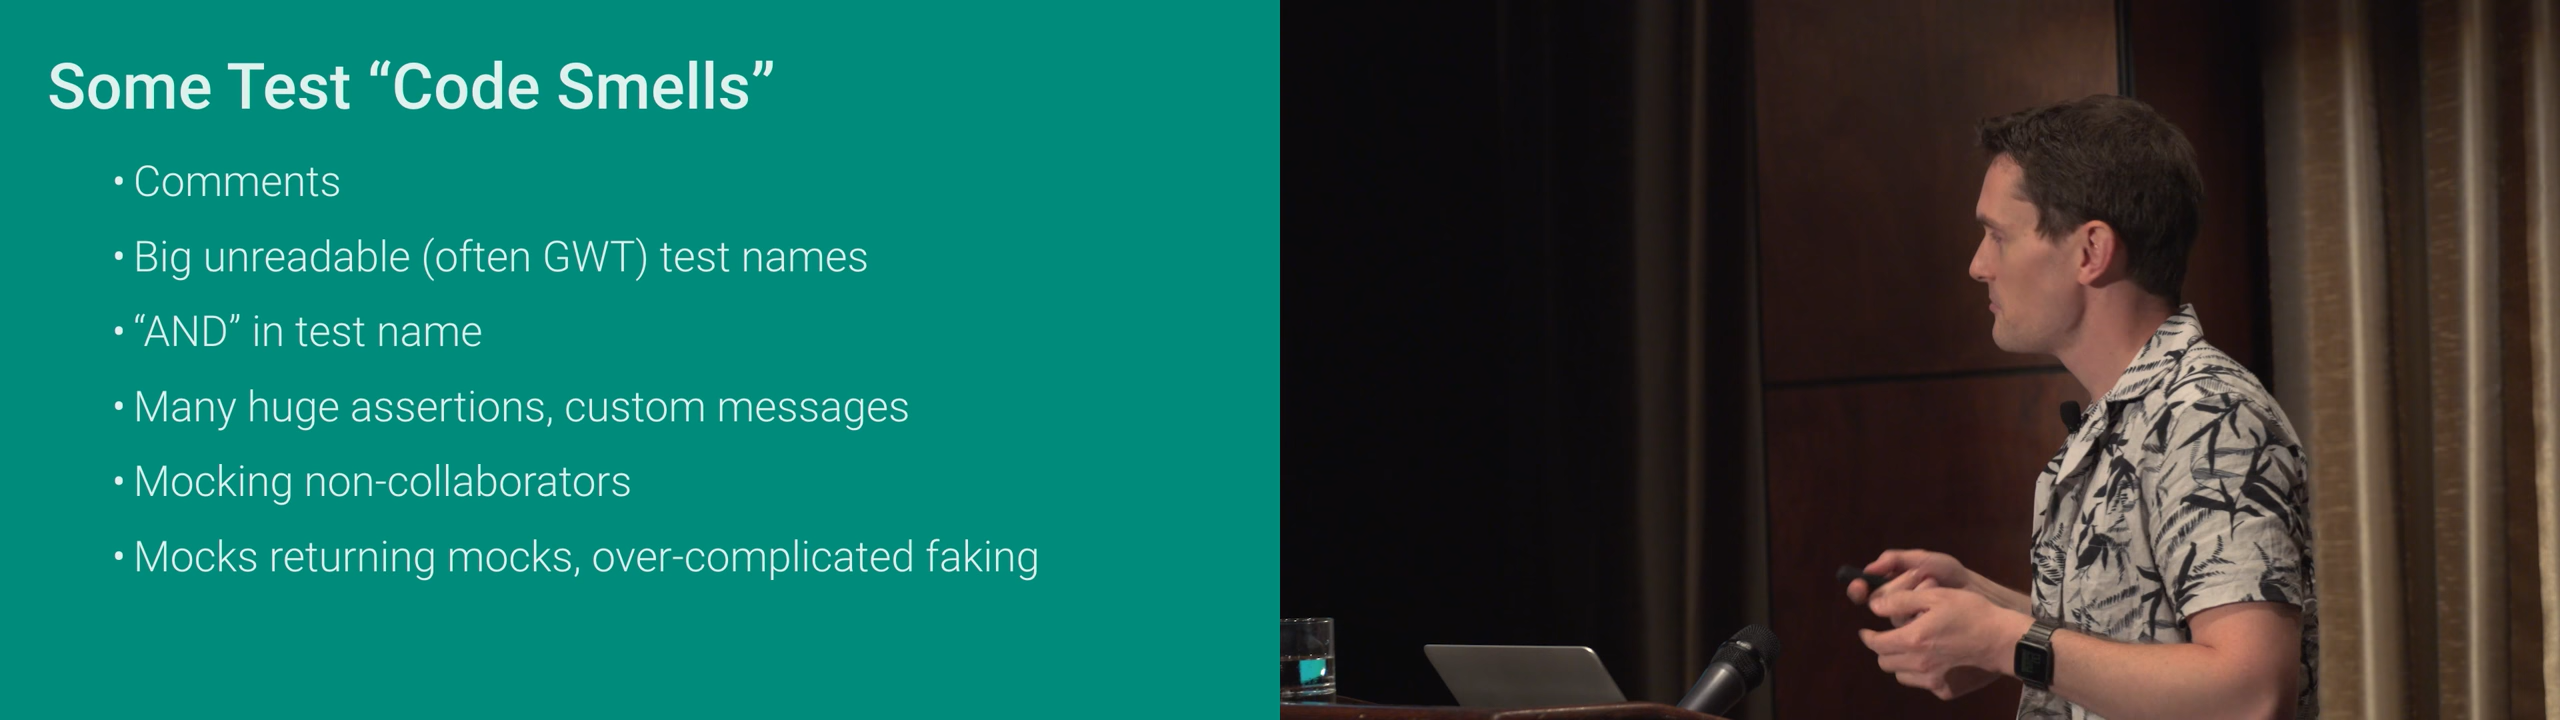 Some Test “Code Smells”
• Comments
• Big unreadable (often GWT) test names
• “AND” in test name
• Many huge assertions, custom messages
• Mocking non-collaborators
• Mocks returning mocks, over-complicated faking